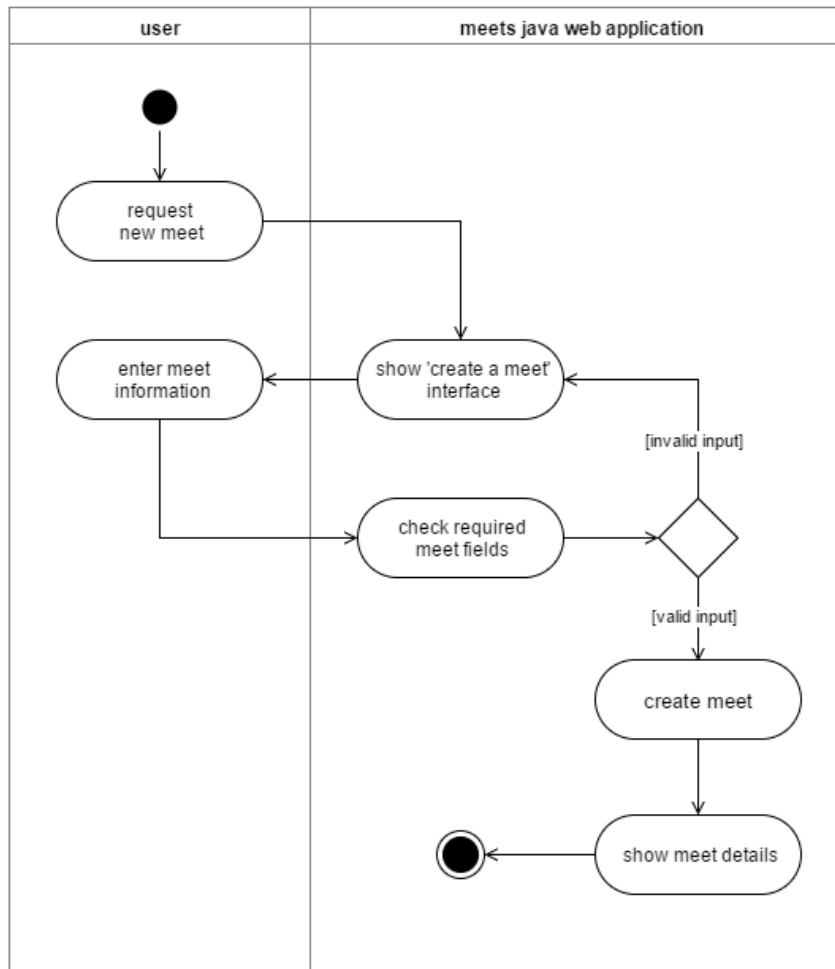 user
meets java web application
request
new meet
enter meet
information
show 'create a meet'
interface
[invalid input]
check required
meet fields
[valid input]
create meet
show meet details